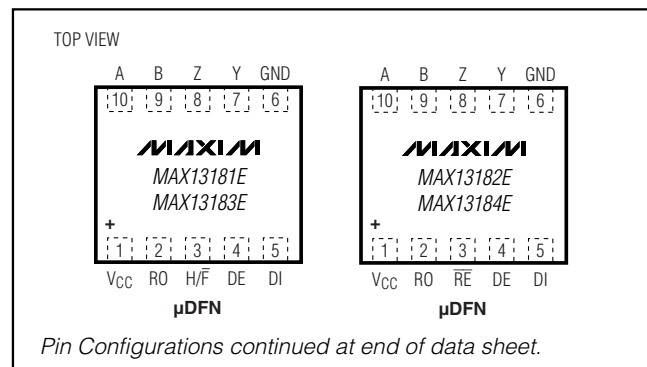 TOP VIEW
A B Z Y GND
10 9 8 7 6
MAXIM
MAX13181E
MAX13183E
+
1 2 3 4 5
VCC RO H/F̅ DE DI
µDFN
A B Z Y GND
10 9 8 7 6
MAXIM
MAX13182E
MAX13184E
+
1 2 3 4 5
VCC RO R̅E̅ DE DI
µDFN
Pin Configurations continued at end of data sheet.